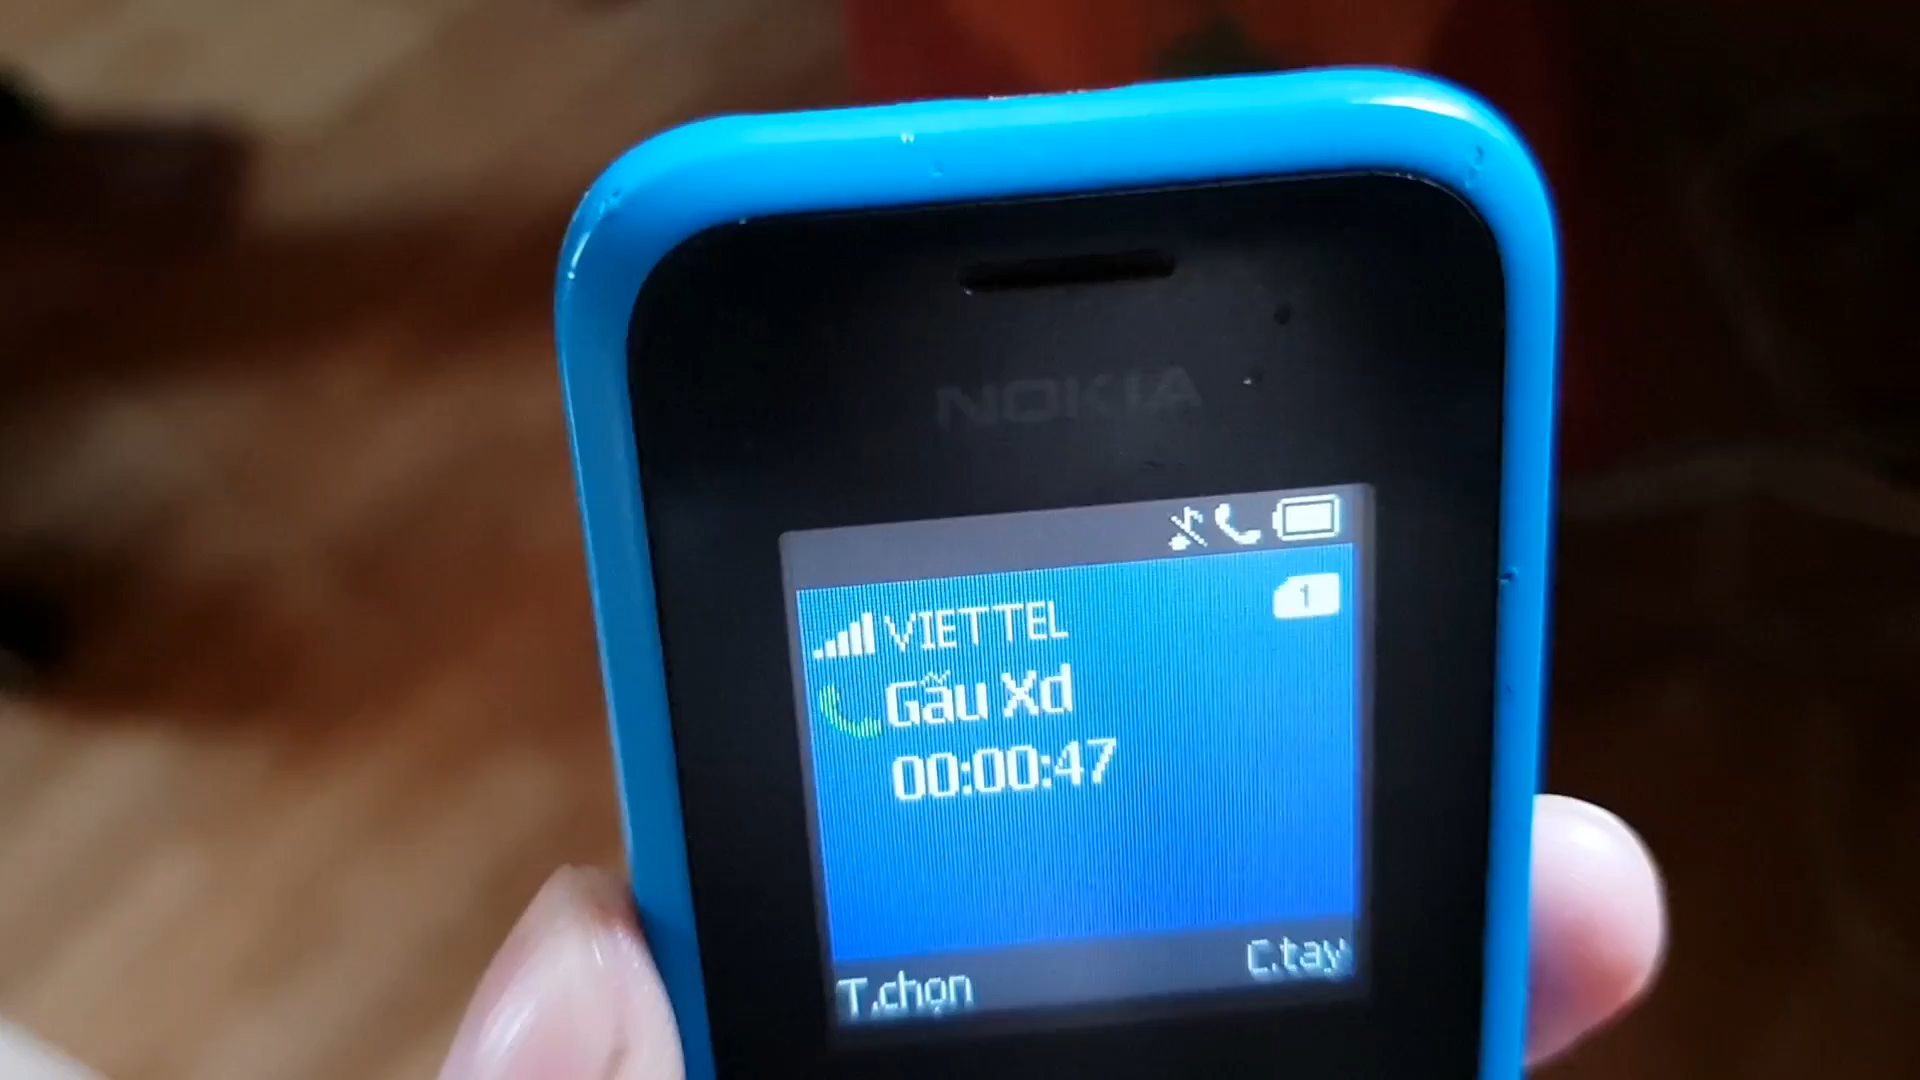 NOKIA
1
VIETTEL
Gấu Xd
00:00:47
T.chọn
C.tay